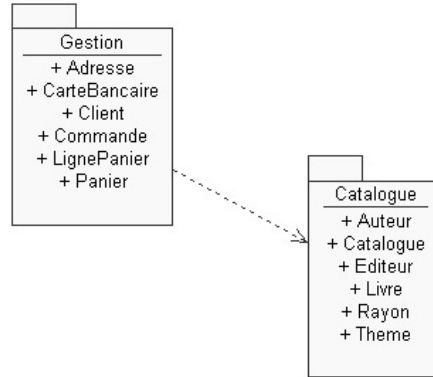 Gestion
+ Adresse
+ CarteBancaire
+ Client
+ Commande
+ LignePanier
+ Panier
Catalogue
+ Auteur
+ Catalogue
+ Editeur
+ Livre
+ Rayon
+ Theme